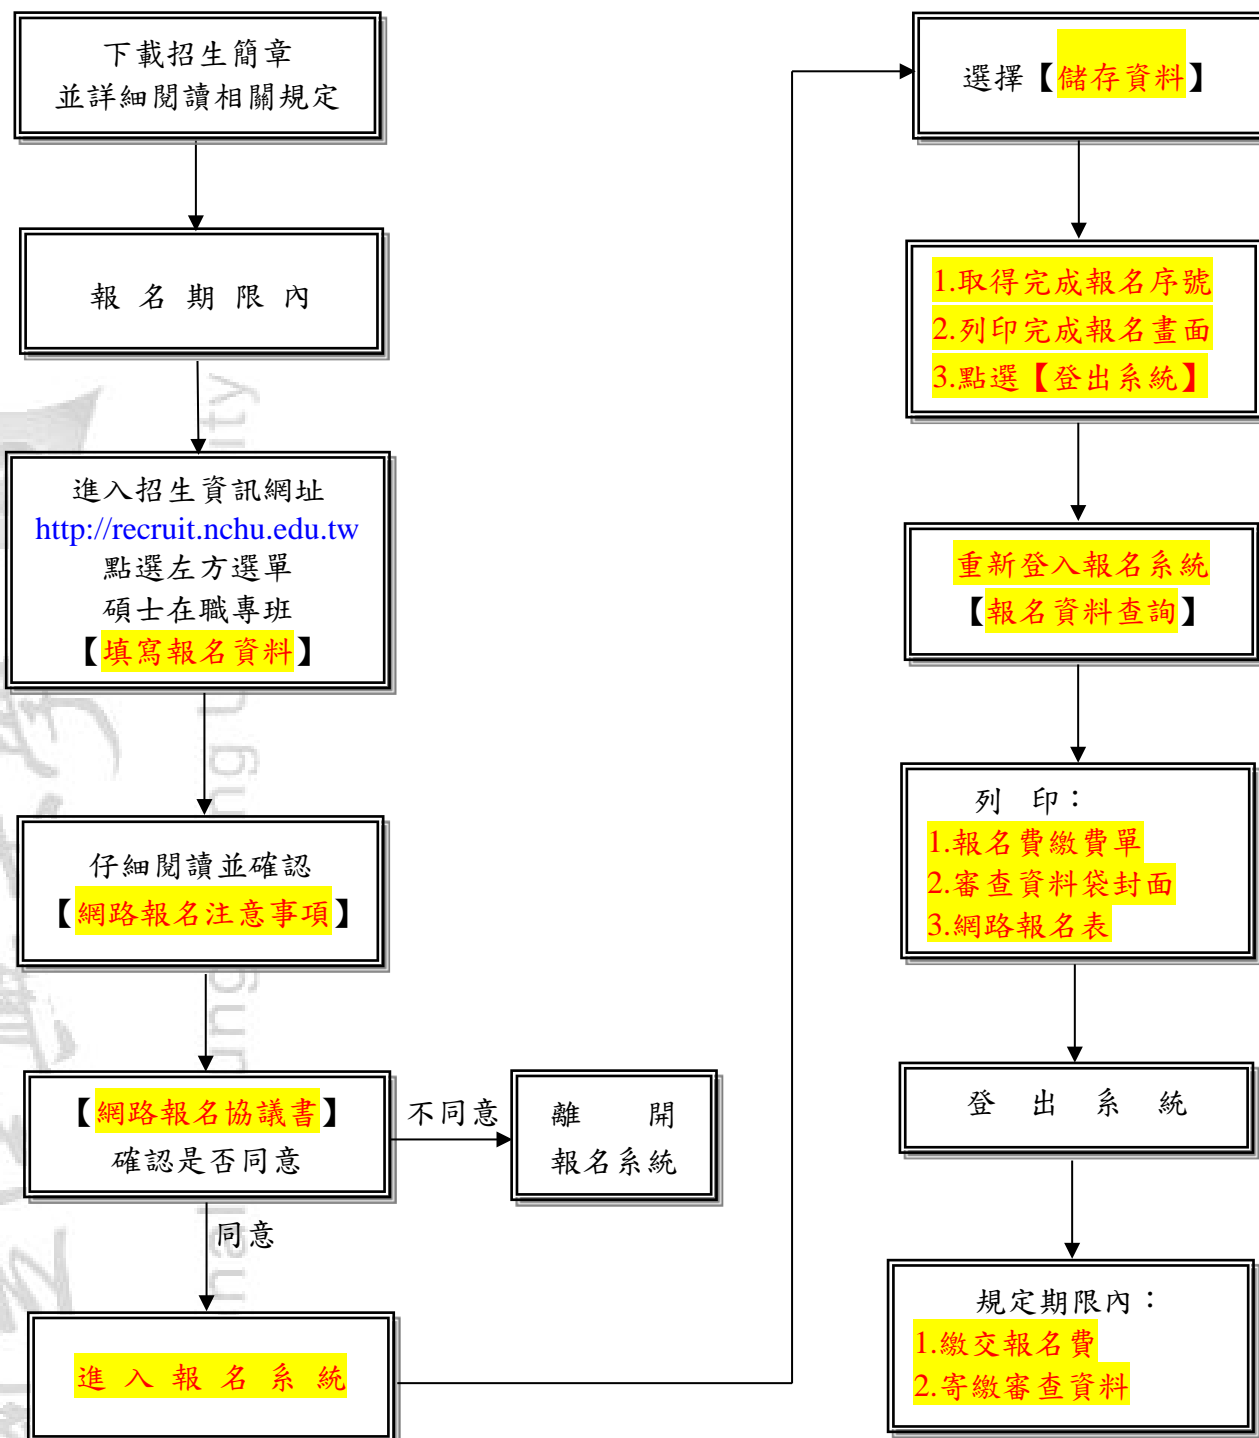 下載招生簡章
並詳細閱讀相關規定
報名期限內
進入招生資訊網址
http://recruit.nchu.edu.tw
點選左方選單
碩士在職專班
【填寫報名資料】
仔細閱讀並確認
【網路報名注意事項】
【網路報名協議書】
確認是否同意
不同意
離 開
報名系統
同意
進入報名系統
選擇【儲存資料】
1.取得完成報名序號
2.列印完成報名畫面
3.點選【登出系統】
重新登入報名系統
【報名資料查詢】
列 印：
1.報名費繳費單
2.審查資料袋封面
3.網路報名表
登出系統
規定期限內：
1.繳交報名費
2.寄繳審查資料